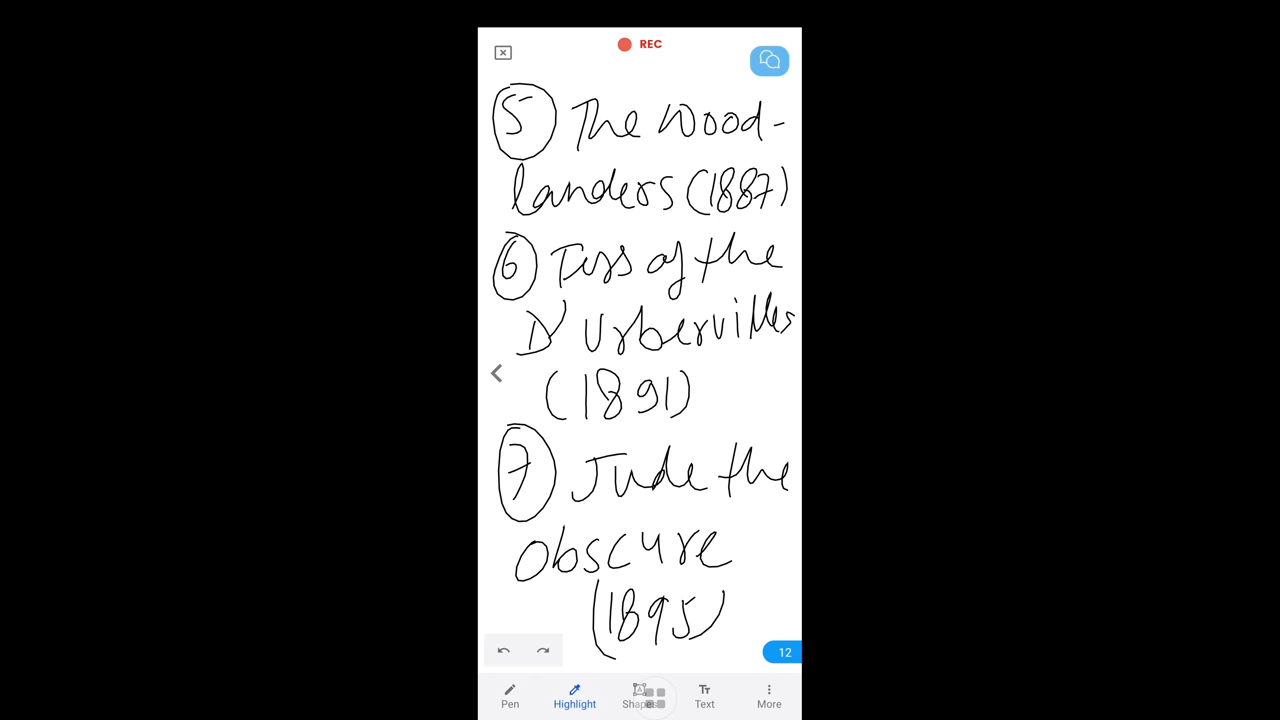 REC
5 The Wood-
landers (1887)
6 Tess of the
D'Urbervilles
(1891)
7 Jude the
Obscure
(1895)
12
Pen Highlight Shapes Text More